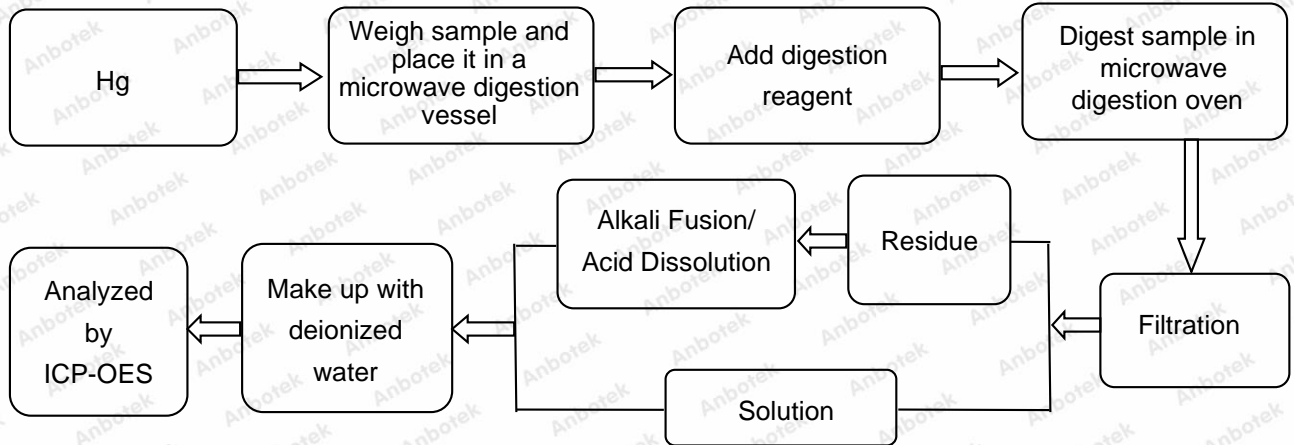 Hg
Weigh sample and
place it in a
microwave digestion
vessel
Add digestion
reagent
Digest sample in
microwave
digestion oven
Filtration
Residue
Alkali Fusion/
Acid Dissolution
Solution
Make up with
deionized
water
Analyzed
by
ICP-OES
Anbotek